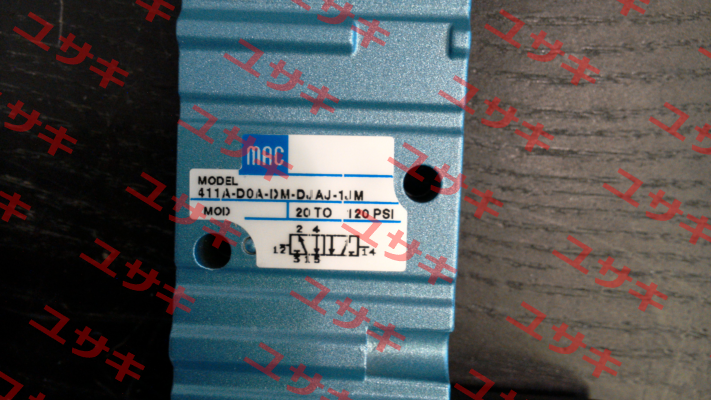 MAC
MODEL
411A-D0A-DM-DJAJ-1JM
MOD 20 TO 120 PSI
2 4
12 14
3 1 5
ユサキ